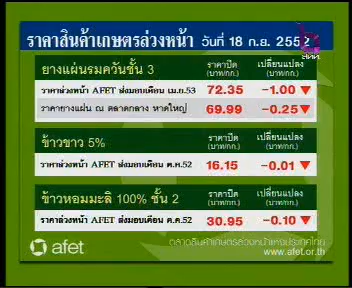 ราคาสินค้าเกษตรล่วงหน้า วันที่ 18 ก.ย. 2552
ยางแผ่นรมควันชั้น 3 ราคาปิด (บาท/กก.) เปลี่ยนแปลง (บาท/กก.)
ราคาล่วงหน้า AFET ส่งมอบเดือน เม.ย.53 72.35 -1.00 ▼
ราคายางแผ่น ณ ตลาดกลาง หาดใหญ่ 69.99 -0.25 ▼
ข้าวขาว 5% ราคาปิด (บาท/กก.) เปลี่ยนแปลง (บาท/กก.)
ราคาล่วงหน้า AFET ส่งมอบเดือน ต.ค.52 16.15 -0.01 ▼
ข้าวหอมมะลิ 100% ชั้น 2 ราคาปิด (บาท/กก.) เปลี่ยนแปลง (บาท/กก.)
ราคาล่วงหน้า AFET ส่งมอบเดือน ต.ค.52 30.95 -0.10 ▼
afet
ตลาดสินค้าเกษตรล่วงหน้าแห่งประเทศไทย
www.afet.or.th